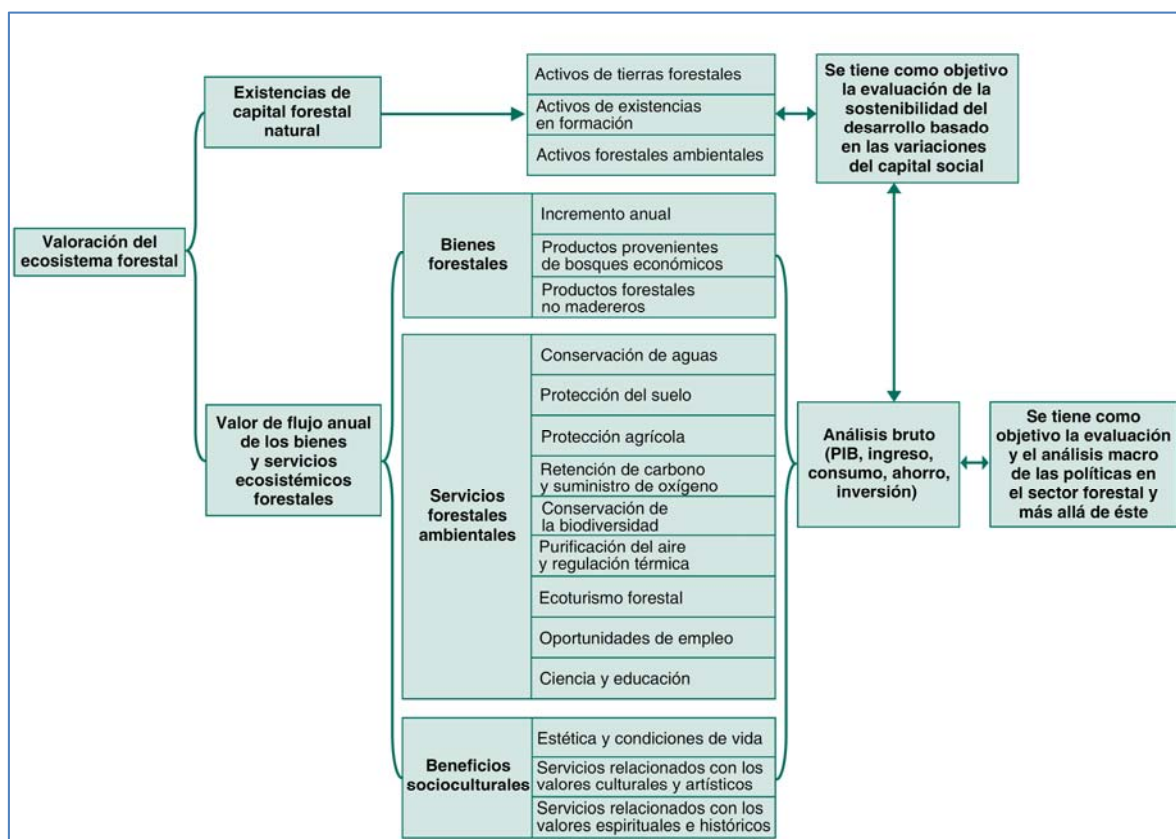 Valoración del
ecosistema forestal
Existencias de
capital forestal
natural
Activos de tierras forestales
Activos de existencias
en formación
Activos forestales ambientales
Se tiene como objetivo
la evaluación de la
sostenibilidad del
desarrollo basado
en las variaciones
del capital social
Valor de flujo anual
de los bienes
y servicios
ecosistémicos
forestales
Bienes
forestales
Incremento anual
Productos provenientes
de bosques económicos
Productos forestales
no madereros
Servicios
forestales
ambientales
Conservación de aguas
Protección del suelo
Protección agrícola
Retención de carbono
y suministro de oxígeno
Conservación de
la biodiversidad
Purificación del aire
y regulación térmica
Ecoturismo forestal
Oportunidades de empleo
Ciencia y educación
Beneficios
socioculturales
Estética y condiciones de vida
Servicios relacionados con los
valores culturales y artísticos
Servicios relacionados con los
valores espirituales e históricos
Análisis bruto
(PIB, ingreso,
consumo, ahorro,
inversión)
Se tiene como
objetivo la evaluación
y el análisis macro
de las políticas en
el sector forestal y
más allá de éste